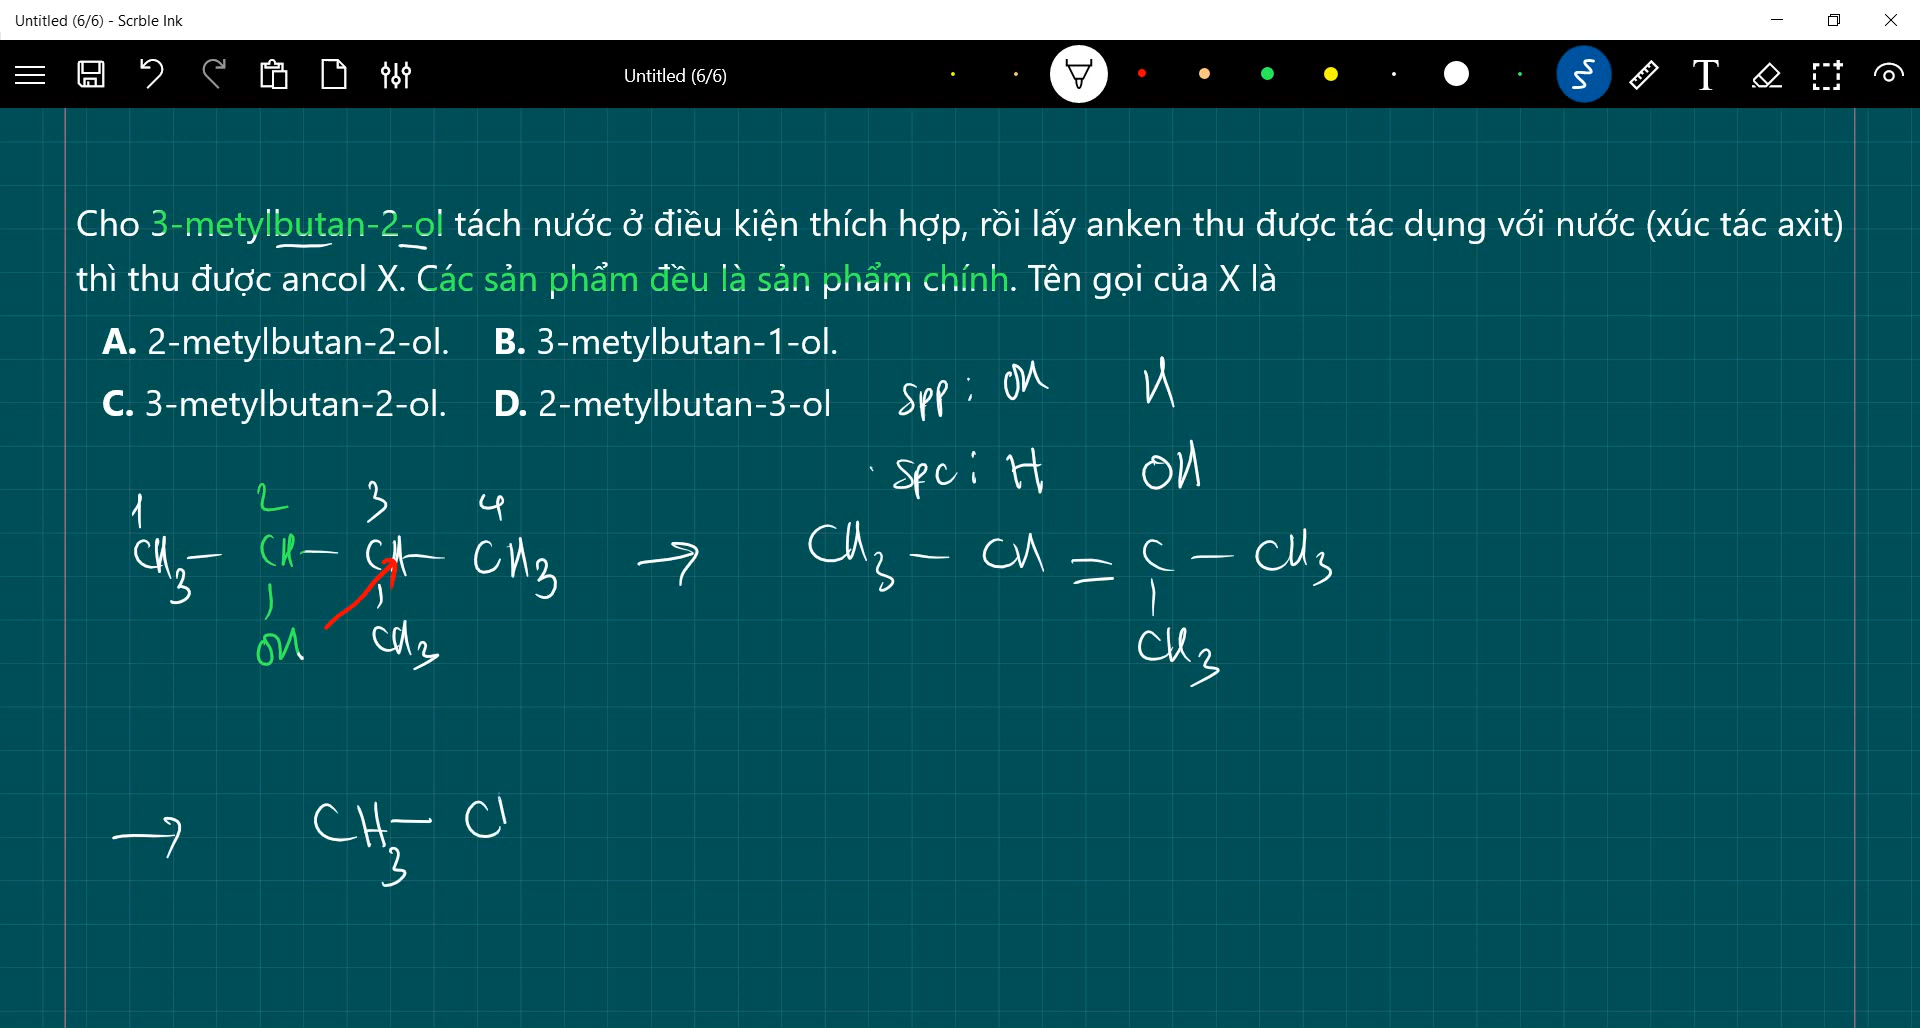 Untitled (6/6) - Scrble Ink
Untitled (6/6)
T
Cho 3-metylbutan-2-ol tách nước ở điều kiện thích hợp, rồi lấy anken thu được tác dụng với nước (xúc tác axit)
thì thu được ancol X. Các sản phẩm đều là sản phẩm chính. Tên gọi của X là
A. 2-metylbutan-2-ol. B. 3-metylbutan-1-ol.
C. 3-metylbutan-2-ol. D. 2-metylbutan-3-ol
spp: OH H
spc: H OH
1 2 3 4
CH3 — CH — CH — CH3 → CH3 — CH = C — CH3
OH CH3 CH3
→ CH3 — Cl